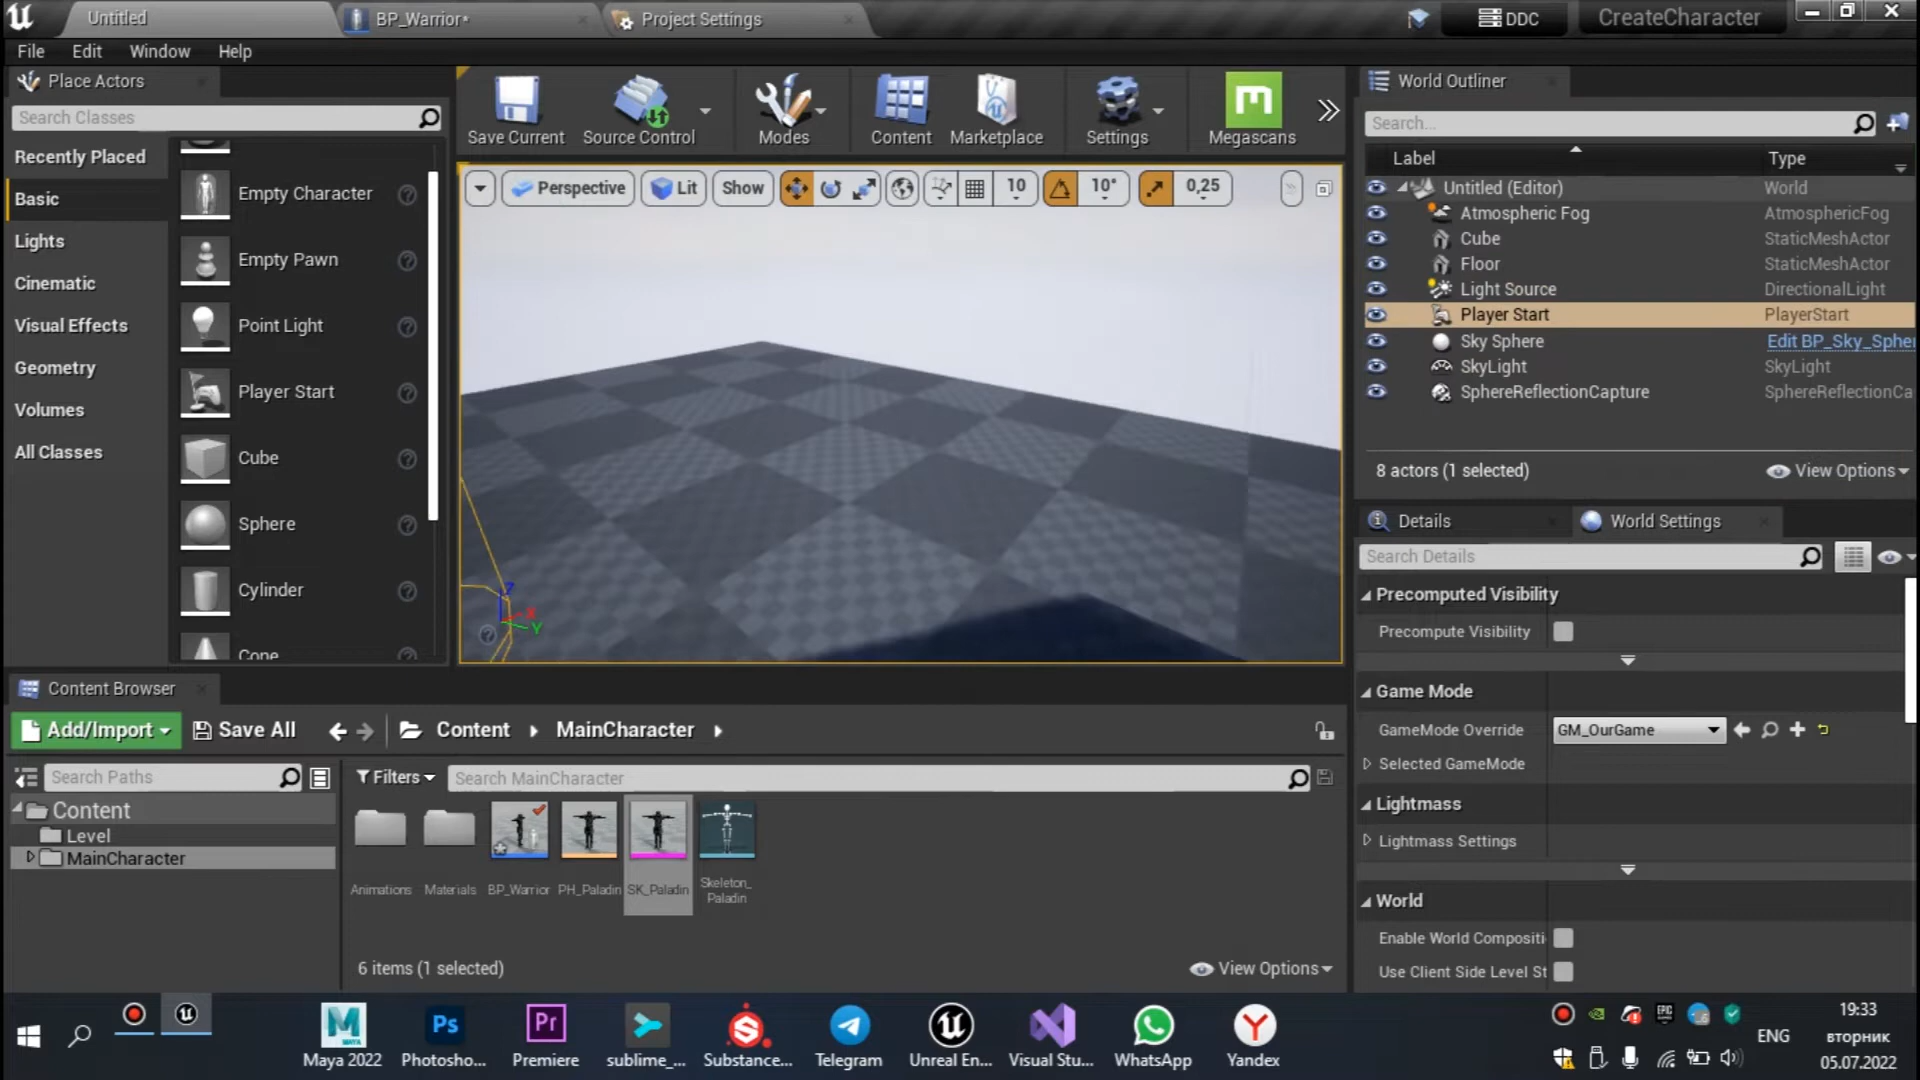 Untitled
BP_Warrior*
Project Settings
DDC
CreateCharacter
File Edit Window Help
Place Actors
Search Classes
Recently Placed
Basic
Lights
Cinematic
Visual Effects
Geometry
Volumes
All Classes
Empty Character
Empty Pawn
Point Light
Player Start
Cube
Sphere
Cylinder
Cone
Save Current
Source Control
Modes
Content
Marketplace
Settings
Megascans
Perspective
Lit
Show
10
10°
0,25
Z
X
Y
World Outliner
Search...
Label Type
Untitled (Editor) World
Atmospheric Fog AtmosphericFog
Cube StaticMeshActor
Floor StaticMeshActor
Light Source DirectionalLight
Player Start PlayerStart
Sky Sphere Edit BP_Sky_Spher
SkyLight SkyLight
SphereReflectionCapture SphereReflectionCa
8 actors (1 selected)
View Options
Details
World Settings
Search Details
Precomputed Visibility
Precompute Visibility
Game Mode
GameMode Override GM_OurGame
Selected GameMode
Lightmass
Lightmass Settings
World
Enable World Compositi
Use Client Side Level St
Content Browser
Add/Import
Save All
Content
MainCharacter
Search Paths
Filters
Search MainCharacter
Content
Level
MainCharacter
Animations
Materials
BP_Warrior
PH_Paladin
SK_Paladin
Skeleton_
Paladin
6 items (1 selected)
View Options
Maya 2022
Photosho...
Premiere
sublime_...
Substance...
Telegram
Unreal En...
Visual Stu...
WhatsApp
Yandex
ENG
19:33
вторник
05.07.2022